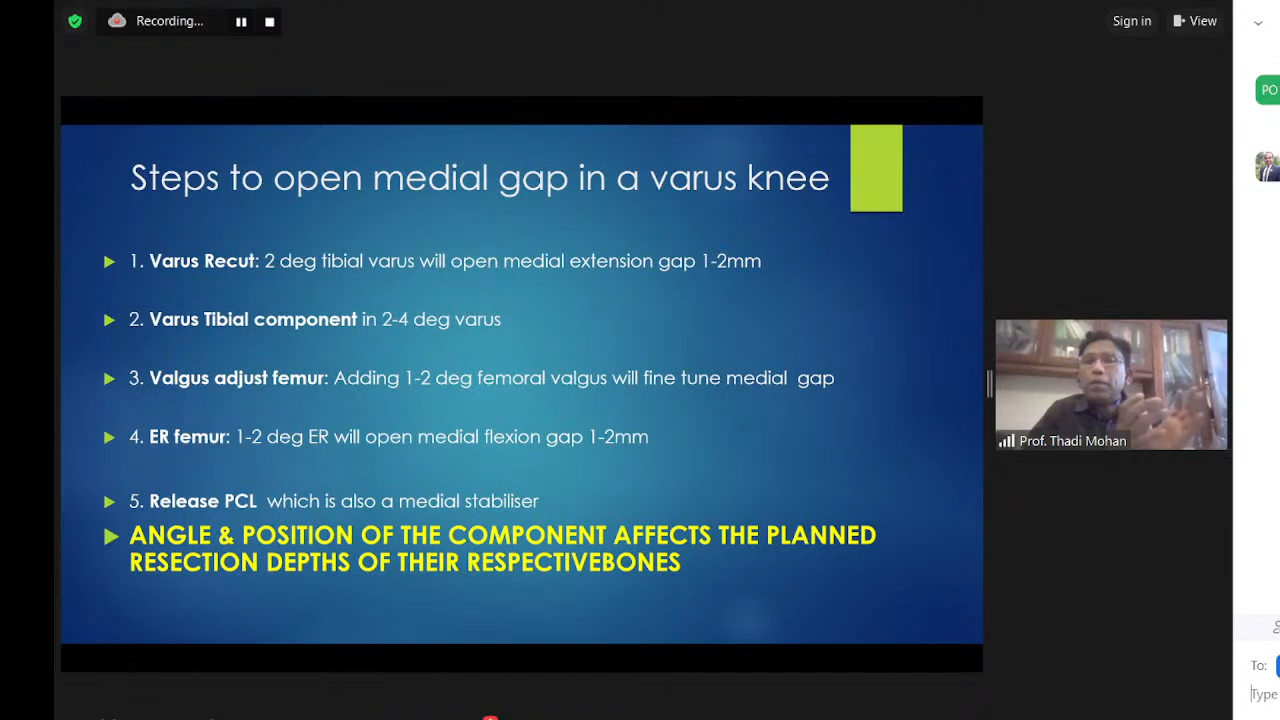 Recording...
Sign in
View
PO
Steps to open medial gap in a varus knee
1. Varus Recut: 2 deg tibial varus will open medial extension gap 1-2mm
2. Varus Tibial component in 2-4 deg varus
3. Valgus adjust femur: Adding 1-2 deg femoral valgus will fine tune medial gap
4. ER femur: 1-2 deg ER will open medial flexion gap 1-2mm
5. Release PCL which is also a medial stabiliser
ANGLE & POSITION OF THE COMPONENT AFFECTS THE PLANNED
RESECTION DEPTHS OF THEIR RESPECTIVEBONES
Prof. Thadi Mohan
To:
Type